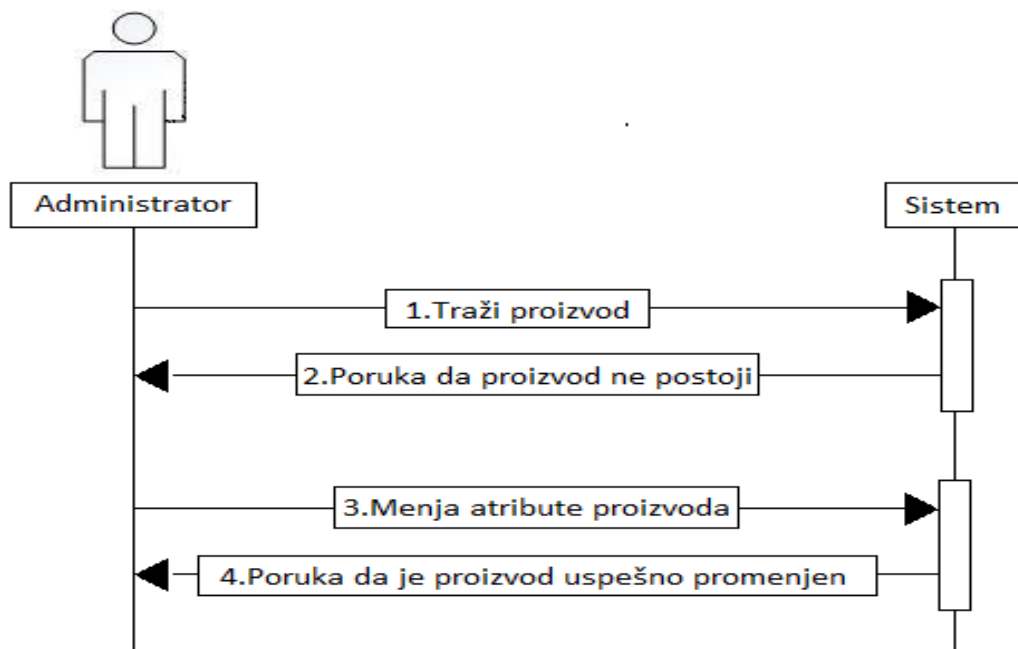 Administrator
Sistem
1.Traži proizvod
2.Poruka da proizvod ne postoji
3.Menja atribute proizvoda
4.Poruka da je proizvod uspešno promenjen